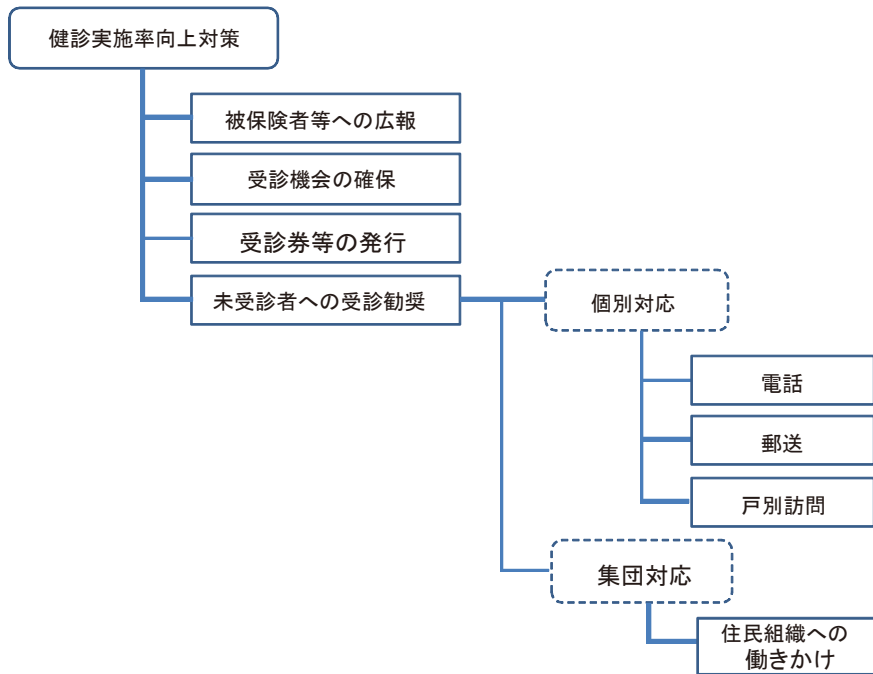 健診実施率向上対策
被保険者等への広報
受診機会の確保
受診券等の発行
未受診者への受診勧奨
個別対応
電話
郵送
戸別訪問
集団対応
住民組織への
働きかけ